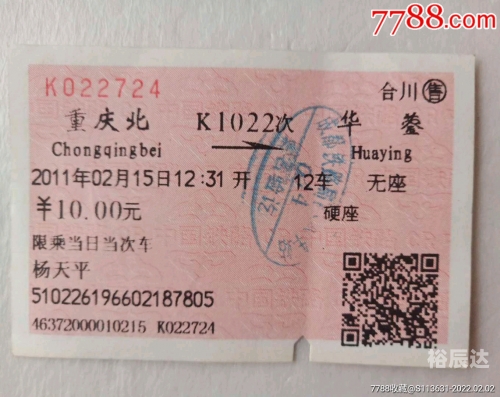 7788.com
K022724
合川售
重庆北 K1022次 华蓥
Chongqingbei Huaying
2011年02月15日12:31开 12车 无座
￥10.00元 硬座
限乘当日当次车
杨天平
510226196602187805
46372000010215 K022724
裕辰达
7788收藏@S113631-2022.02.02